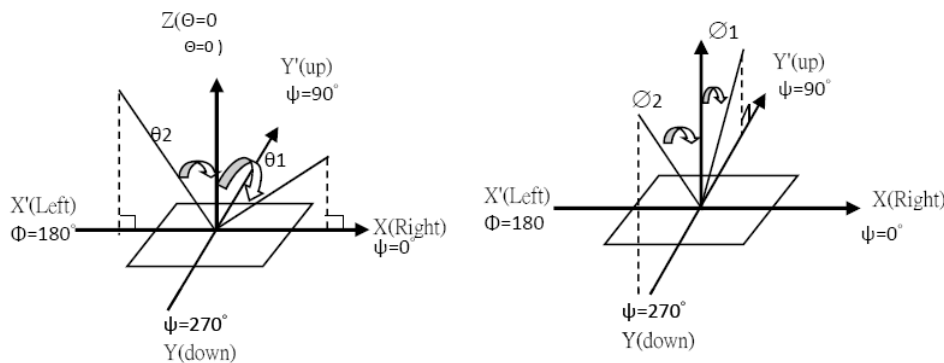 Z(Θ=0
Θ=0 )
Y'(up)
ψ=90°
θ2
θ1
X'(Left)
Φ=180°
X(Right)
ψ=0°
ψ=270°
Y(down)
∅1
Y'(up)
ψ=90°
∅2
X'(Left)
Φ=180
X(Right)
ψ=0°
ψ=270°
Y(down)